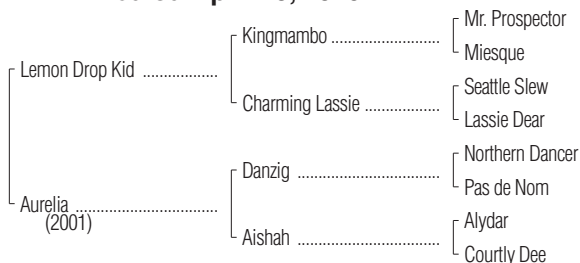 Kingmambo ........................
Mr. Prospector
Miesque
Lemon Drop Kid .................
Charming Lassie .................
Seattle Slew
Lassie Dear
Danzig ................................
Northern Dancer
Pas de Nom
Aurelia ................................
(2001)
Aishah ................................
Alydar
Courtly Dee